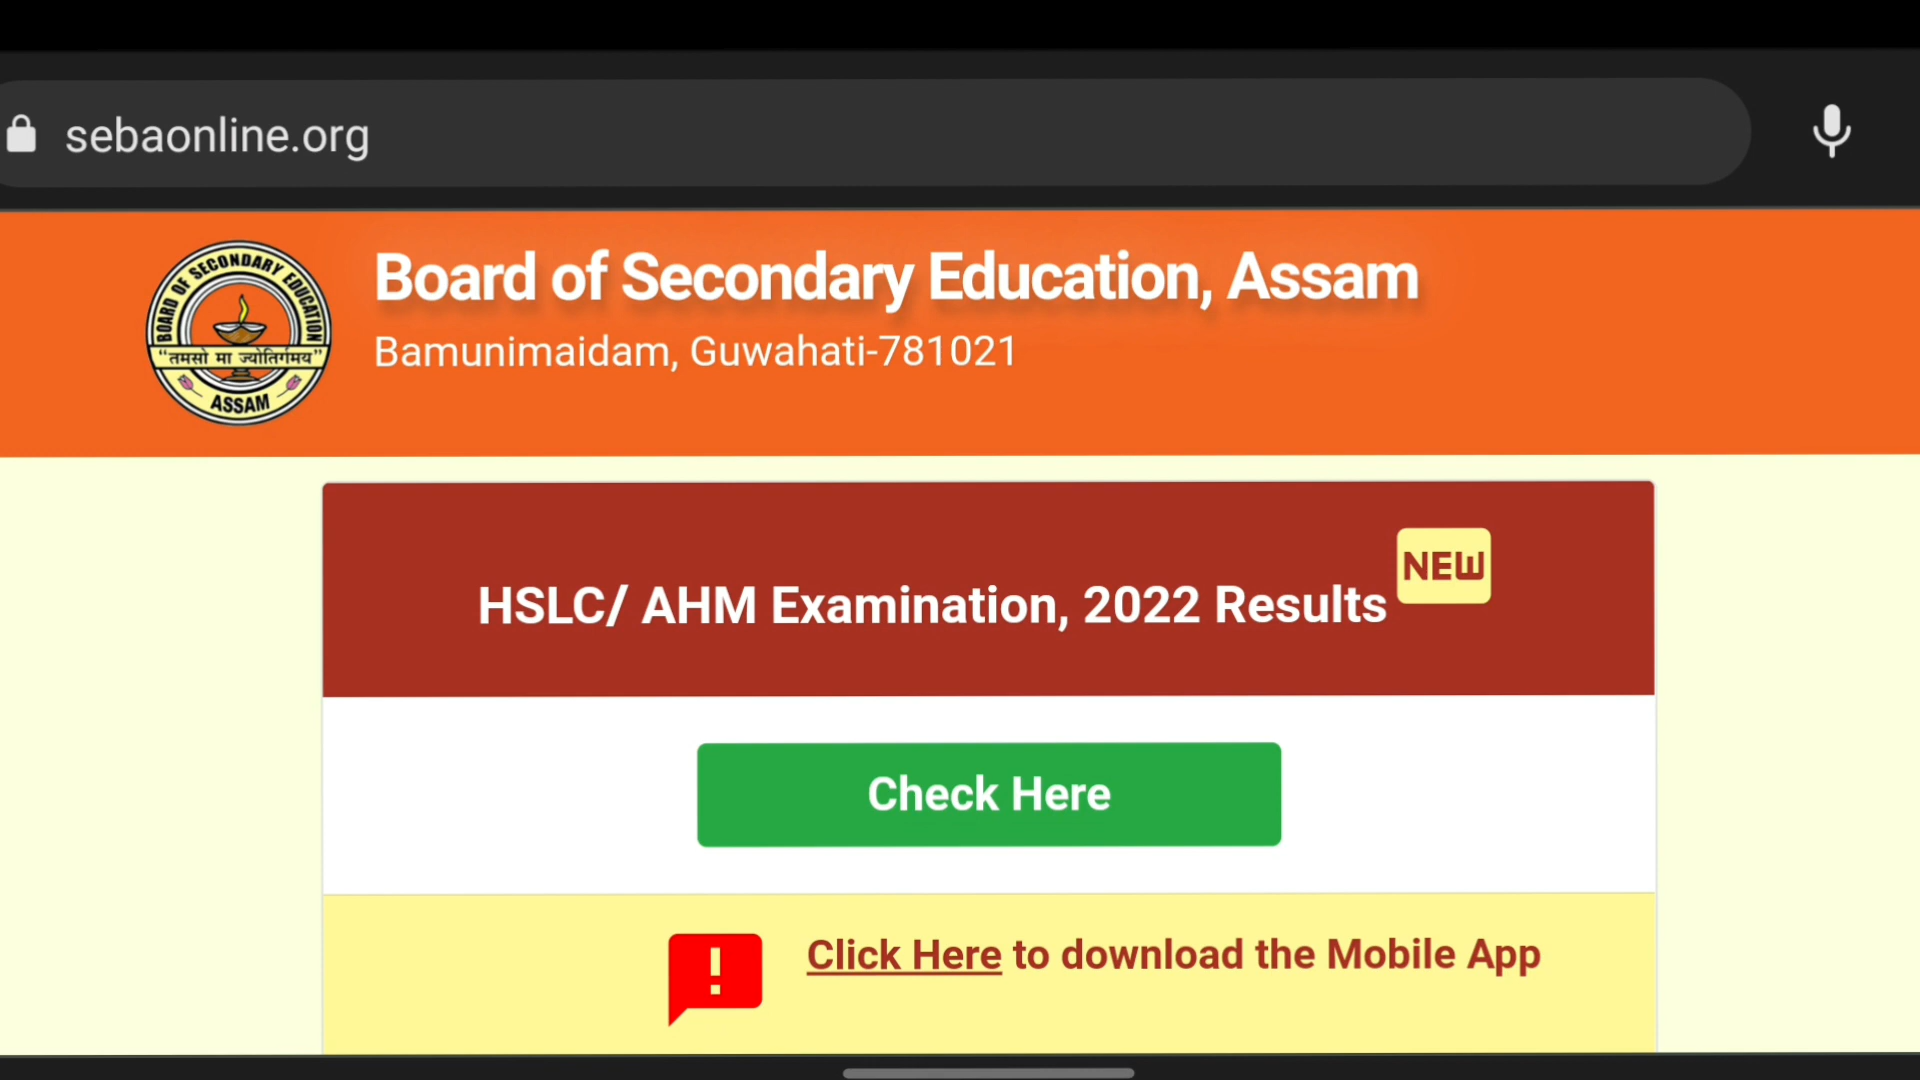 sebaonline.org
BOARD OF SECONDARY EDUCATION
"तमसो मा ज्योतिर्गमय"
ASSAM
Board of Secondary Education, Assam
Bamunimaidam, Guwahati-781021
NEW
HSLC/ AHM Examination, 2022 Results
Check Here
Click Here to download the Mobile App